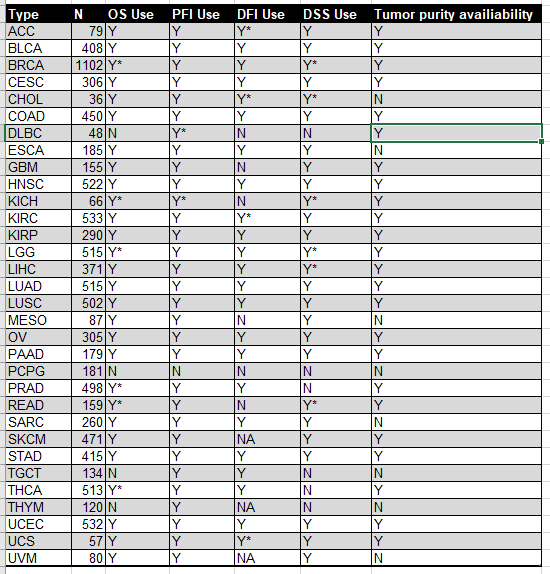 Type N OS Use PFI Use DFI Use DSS Use Tumor purity availiability
ACC 79 Y Y Y* Y Y
BLCA 408 Y Y Y Y Y
BRCA 1102 Y* Y Y Y* Y
CESC 306 Y Y Y Y Y
CHOL 36 Y Y Y* Y* N
COAD 450 Y Y Y Y Y
DLBC 48 N Y* N N Y
ESCA 185 Y Y Y Y N
GBM 155 Y Y N Y Y
HNSC 522 Y Y Y Y Y
KICH 66 Y* Y* N Y* Y
KIRC 533 Y Y Y* Y Y
KIRP 290 Y Y Y Y Y
LGG 515 Y* Y Y Y* Y
LIHC 371 Y Y Y Y* Y
LUAD 515 Y Y Y Y Y
LUSC 502 Y Y Y Y Y
MESO 87 Y Y N Y N
OV 305 Y Y Y Y Y
PAAD 179 Y Y Y Y Y
PCPG 181 N N N N N
PRAD 498 Y* Y Y N Y
READ 159 Y* Y N Y* Y
SARC 260 Y Y Y Y N
SKCM 471 Y Y NA Y Y
STAD 415 Y Y Y Y Y
TGCT 134 N Y Y N N
THCA 513 Y* Y Y N Y
THYM 120 N Y NA N N
UCEC 532 Y Y Y Y Y
UCS 57 Y Y Y* Y Y
UVM 80 Y Y NA Y N